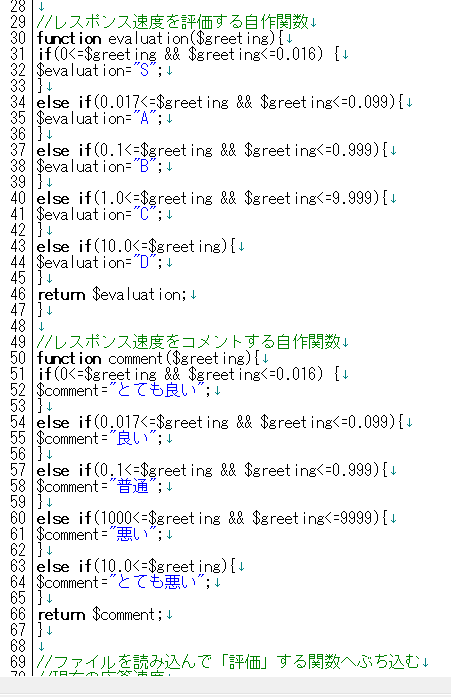 28 ↓
29 //レスポンス速度を評価する自作関数↓
30 function evaluation($greeting){↓
31 if(0<=$greeting && $greeting<=0.016) {↓
32 $evaluation="S";↓
33 }↓
34 else if(0.017<=$greeting && $greeting<=0.099){↓
35 $evaluation="A";↓
36 }↓
37 else if(0.1<=$greeting && $greeting<=0.999){↓
38 $evaluation="B";↓
39 }↓
40 else if(1.0<=$greeting && $greeting<=9.999){↓
41 $evaluation="C";↓
42 }↓
43 else if(10.0<=$greeting){↓
44 $evaluation="D";↓
45 }↓
46 return $evaluation;↓
47 }↓
48 ↓
49 //レスポンス速度をコメントする自作関数↓
50 function comment($greeting){↓
51 if(0<=$greeting && $greeting<=0.016) {↓
52 $comment="とても良い";↓
53 }↓
54 else if(0.017<=$greeting && $greeting<=0.099){↓
55 $comment="良い";↓
56 }↓
57 else if(0.1<=$greeting && $greeting<=0.999){↓
58 $comment="普通";↓
59 }↓
60 else if(1000<=$greeting && $greeting<=9999){↓
61 $comment="悪い";↓
62 }↓
63 else if(10.0<=$greeting){↓
64 $comment="とても悪い";↓
65 }↓
66 return $comment;↓
67 }↓
68 ↓
69 //ファイルを読み込んで「評価」する関数へぶち込む↓